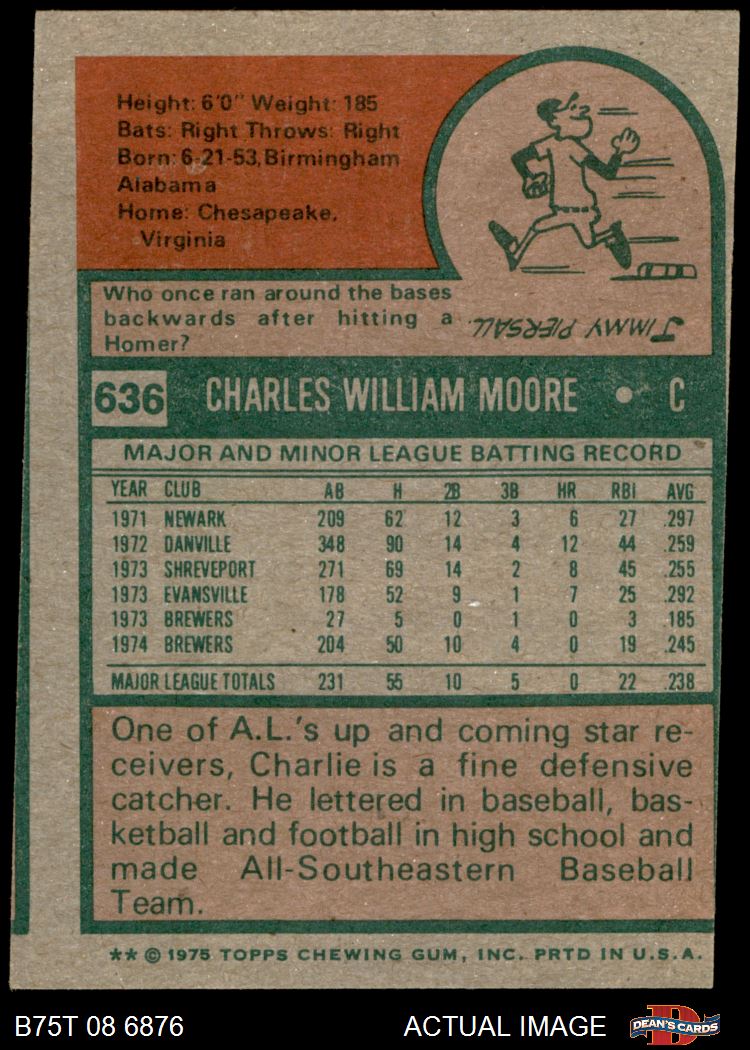 Height: 6'0" Weight: 185
Bats: Right Throws: Right
Born: 6-21-53, Birmingham
Alabama
Home: Chesapeake,
Virginia
Who once ran around the bases
backwards after hitting a
Homer?
JIMMY PIERSALL
636 CHARLES WILLIAM MOORE • C
MAJOR AND MINOR LEAGUE BATTING RECORD
YEAR CLUB AB H 2B 3B HR RBI AVG
1971 NEWARK 209 62 12 3 6 27 .297
1972 DANVILLE 348 90 14 4 12 44 .259
1973 SHREVEPORT 271 69 14 2 8 45 .255
1973 EVANSVILLE 178 52 9 1 7 25 .292
1973 BREWERS 27 5 0 1 0 3 .185
1974 BREWERS 204 50 10 4 0 19 .245
MAJOR LEAGUE TOTALS 231 55 10 5 0 22 .238
One of A.L.'s up and coming star re-
ceivers, Charlie is a fine defensive
catcher. He lettered in baseball, bas-
ketball and football in high school and
made All-Southeastern Baseball
Team.
** © 1975 TOPPS CHEWING GUM, INC. PRTD IN U.S.A.
B75T 08 6876 ACTUAL IMAGE DEAN'S CARDS